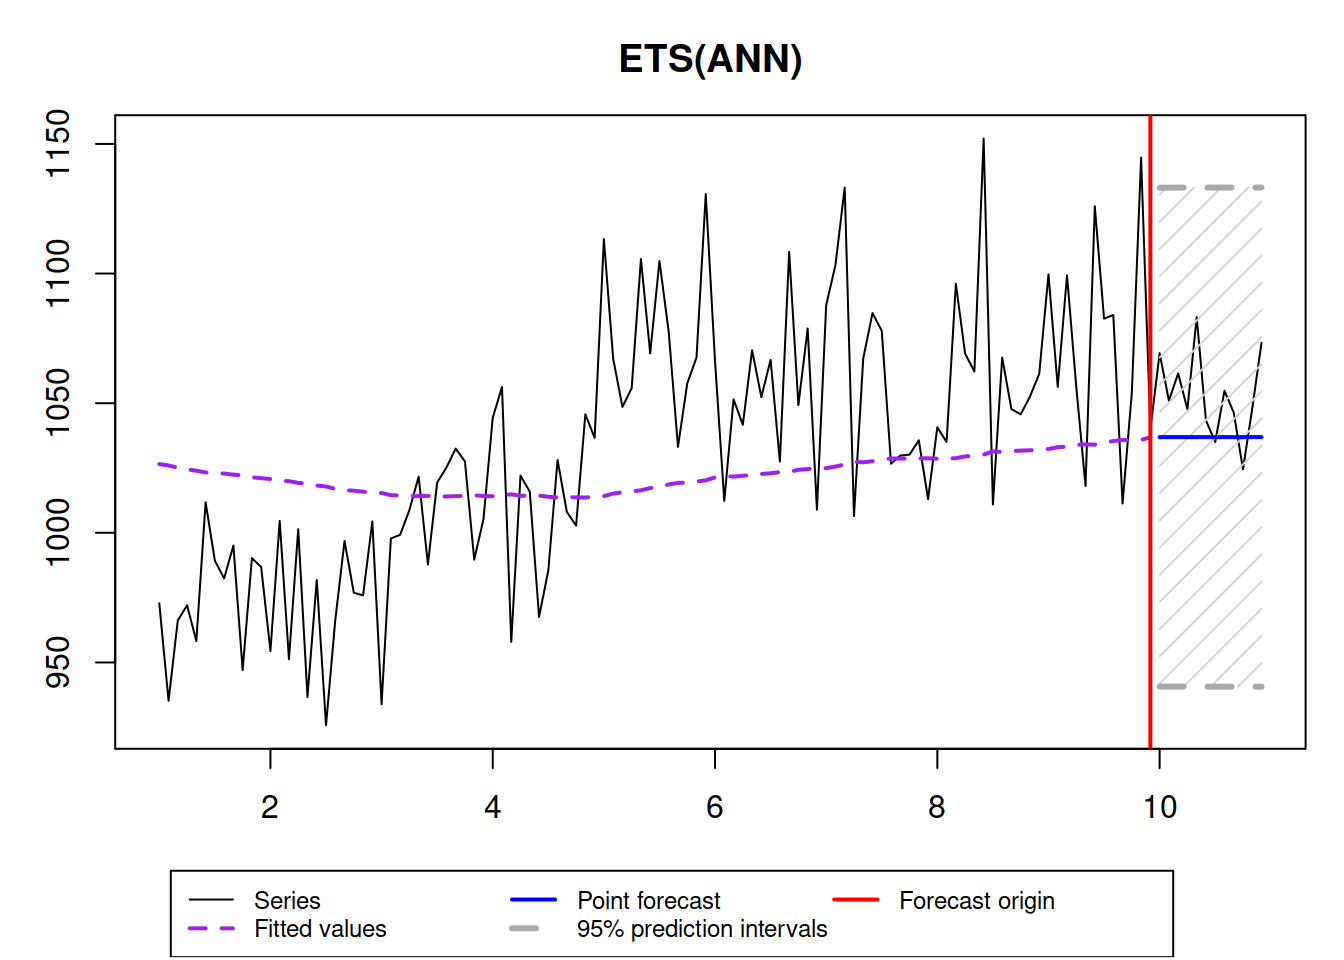 ETS(ANN)
1150
1100
1050
1000
950
2 4 6 8 10
Series Point forecast Forecast origin
Fitted values 95% prediction intervals